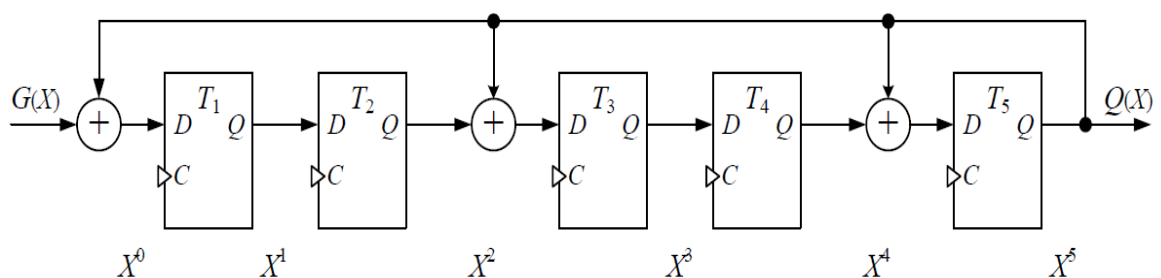 G(X) + D T₁ Q C D T₂ Q C + D T₃ Q C D T₄ Q C + D T₅ Q C Q(X)
X⁰ X¹ X² X³ X⁴ X⁵